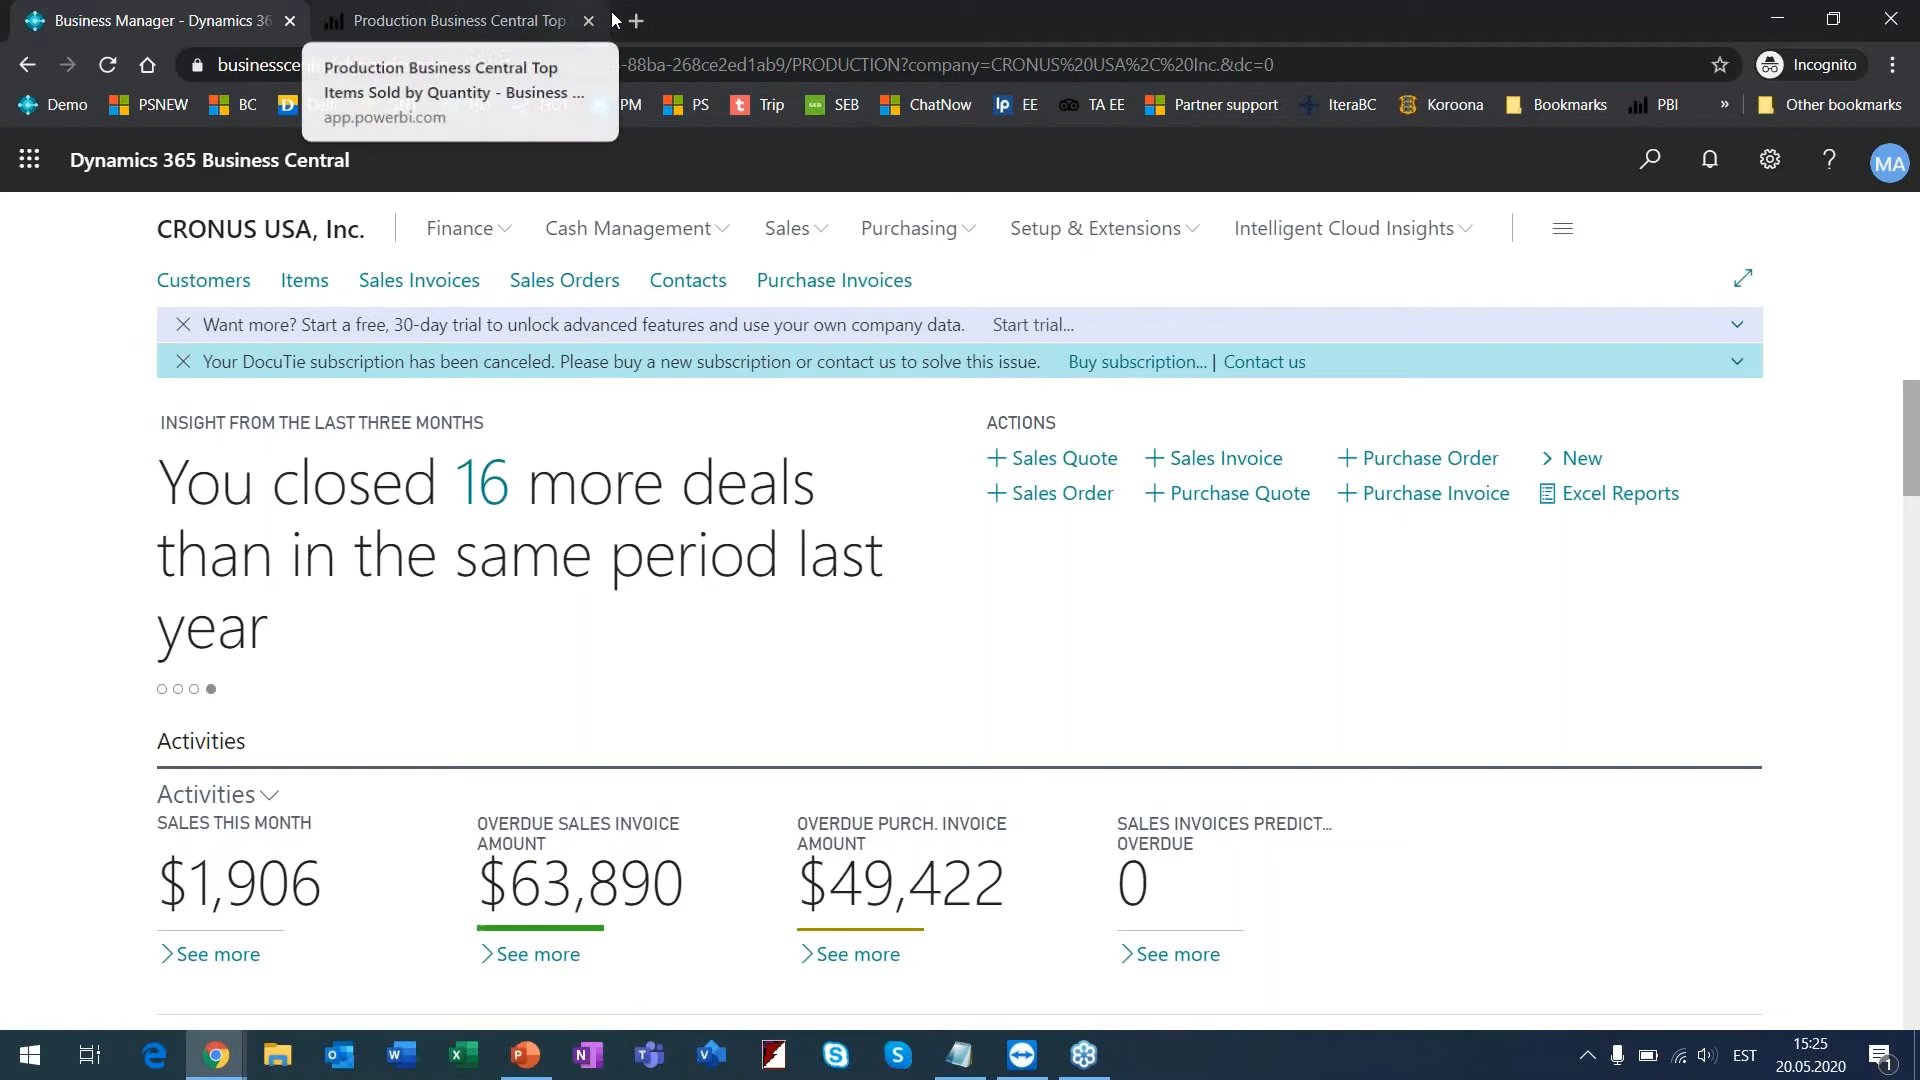 Business Manager - Dynamics 36
Production Business Central Top
businessce
-88ba-268ce2ed1ab9/PRODUCTION?company=CRONUS%20USA%2C%20Inc.&dc=0
Incognito
Production Business Central Top
Items Sold by Quantity - Business ...
app.powerbi.com
Demo
PSNEW
BC
PM
PS
Trip
SEB
ChatNow
EE
TA EE
Partner support
IteraBC
Koroona
Bookmarks
PBI
»
Other bookmarks
Dynamics 365 Business Central
MA
CRONUS USA, Inc.
Finance
Cash Management
Sales
Purchasing
Setup & Extensions
Intelligent Cloud Insights
Customers
Items
Sales Invoices
Sales Orders
Contacts
Purchase Invoices
Want more? Start a free, 30-day trial to unlock advanced features and use your own company data. Start trial...
Your DocuTie subscription has been canceled. Please buy a new subscription or contact us to solve this issue. Buy subscription... | Contact us
INSIGHT FROM THE LAST THREE MONTHS
You closed 16 more deals
than in the same period last
year
ACTIONS
Sales Quote
Sales Invoice
Purchase Order
New
Sales Order
Purchase Quote
Purchase Invoice
Excel Reports
Activities
Activities
SALES THIS MONTH
$1,906
See more
OVERDUE SALES INVOICE
AMOUNT
$63,890
See more
OVERDUE PURCH. INVOICE
AMOUNT
$49,422
See more
SALES INVOICES PREDICT...
OVERDUE
0
See more
EST
15:25
20.05.2020
1